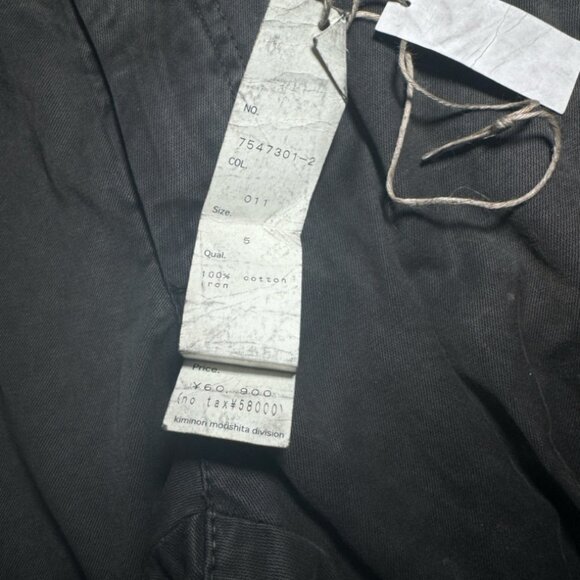 NO.
7547301-2
COL.
011
Size.
5
Qual.
100% cotton
iron
Price.
¥60,900
(no tax¥58000)
kiminori morishita division